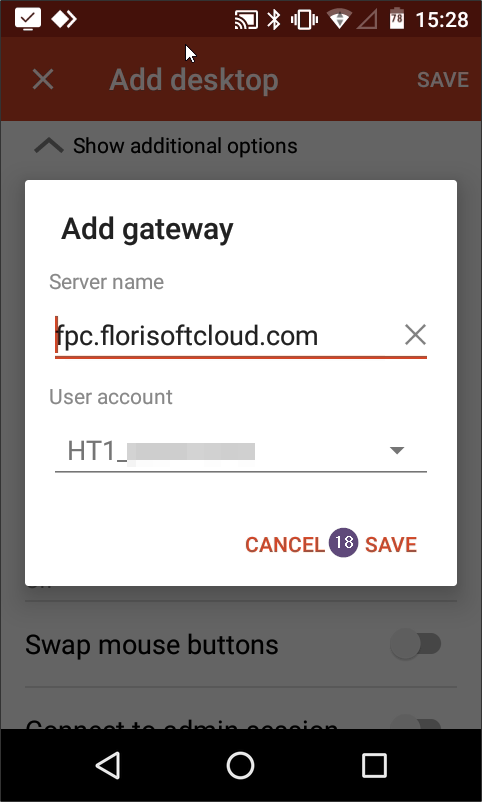 78 15:28
Add desktop SAVE
Show additional options
Add gateway
Server name
fpc.florisoftcloud.com
User account
HT1_
CANCEL 18 SAVE
Swap mouse buttons
Connect to admin session